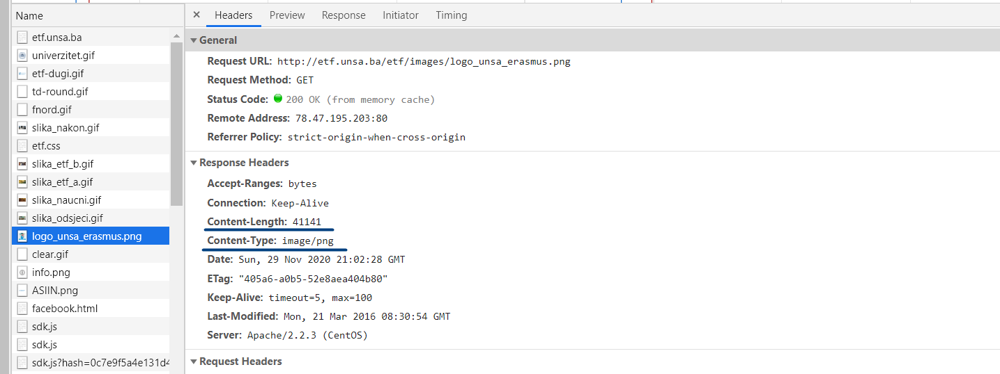 Name
etf.unsa.ba
univerzitet.gif
etf-dugi.gif
td-round.gif
fnord.gif
slika_nakon.gif
etf.css
slika_etf_b.gif
slika_etf_a.gif
slika_naucni.gif
slika_odsjeci.gif
logo_unsa_erasmus.png
clear.gif
info.png
ASIIN.png
facebook.html
sdk.js
sdk.js
sdk.js?hash=0c7e9f5a4e131d4
× Headers Preview Response Initiator Timing
General
Request URL: http://etf.unsa.ba/etf/images/logo_unsa_erasmus.png
Request Method: GET
Status Code: 200 OK (from memory cache)
Remote Address: 78.47.195.203:80
Referrer Policy: strict-origin-when-cross-origin
Response Headers
Accept-Ranges: bytes
Connection: Keep-Alive
Content-Length: 41141
Content-Type: image/png
Date: Sun, 29 Nov 2020 21:02:28 GMT
ETag: "405a6-a0b5-52e8aea404b80"
Keep-Alive: timeout=5, max=100
Last-Modified: Mon, 21 Mar 2016 08:30:54 GMT
Server: Apache/2.2.3 (CentOS)
Request Headers